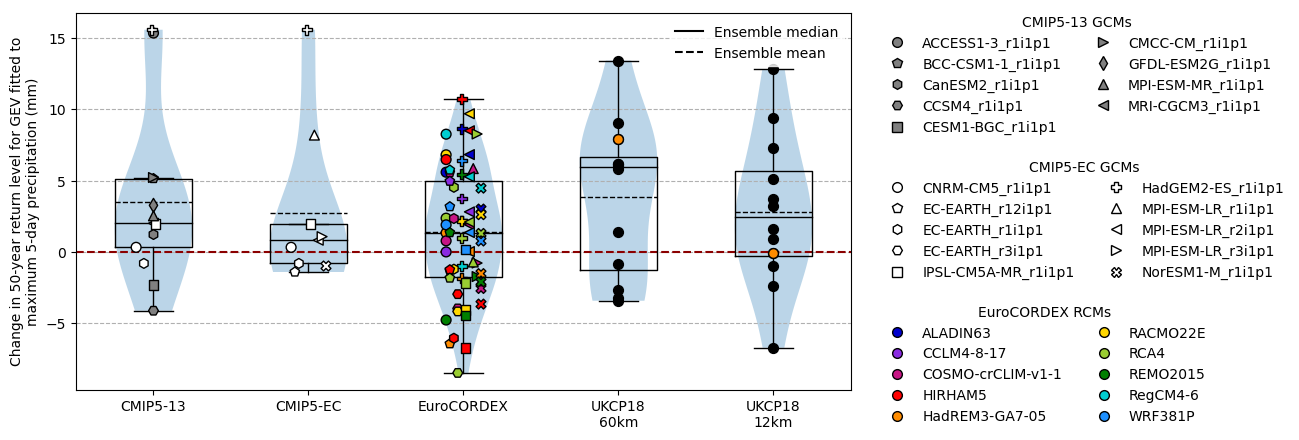 Change in 50-year return level for GEV fitted to
maximum 5-day precipitation (mm)
15
10
5
0
−5
Ensemble median
Ensemble mean
CMIP5-13
CMIP5-EC
EuroCORDEX
UKCP18
60km
UKCP18
12km
CMIP5-13 GCMs
ACCESS1-3_r1i1p1
BCC-CSM1-1_r1i1p1
CanESM2_r1i1p1
CCSM4_r1i1p1
CESM1-BGC_r1i1p1
CMCC-CM_r1i1p1
GFDL-ESM2G_r1i1p1
MPI-ESM-MR_r1i1p1
MRI-CGCM3_r1i1p1
CMIP5-EC GCMs
CNRM-CM5_r1i1p1
EC-EARTH_r12i1p1
EC-EARTH_r1i1p1
EC-EARTH_r3i1p1
IPSL-CM5A-MR_r1i1p1
HadGEM2-ES_r1i1p1
MPI-ESM-LR_r1i1p1
MPI-ESM-LR_r2i1p1
MPI-ESM-LR_r3i1p1
NorESM1-M_r1i1p1
EuroCORDEX RCMs
ALADIN63
CCLM4-8-17
COSMO-crCLIM-v1-1
HIRHAM5
HadREM3-GA7-05
RACMO22E
RCA4
REMO2015
RegCM4-6
WRF381P